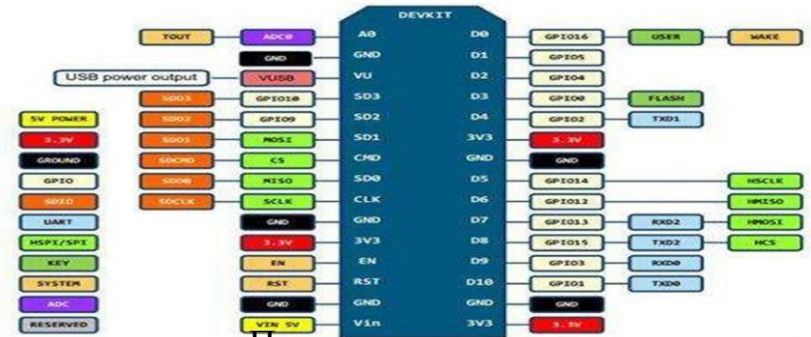 DEVKIT
TOUT ADC0 A0 D0 GPIO16 USER WAKE
GND GND D1 GPIO5
USB power output VUSB VU D2 GPIO4
SDD3 GPIO10 SD3 D3 GPIO0 FLASH
5V POWER SDD2 GPIO9 SD2 D4 GPIO2 TXD1
3.3V SDD1 MOSI SD1 3V3 3.3V
GROUND SDCMD CS CMD GND GND
GPIO SDD0 MISO SD0 D5 GPIO14 HSCLK
SDIO SDCLK SCLK CLK D6 GPIO12 HMISO
UART GND GND D7 GPIO13 RXD2 HMOSI
HSPI/SPI 3.3V 3V3 D8 GPIO15 TXD2 HCS
KEY EN EN D9 GPIO3 RXD0
SYSTEM RST RST D10 GPIO1 TXD0
ADC GND GND GND GND
RESERVED VIN 5V Vin 3V3 3.3V